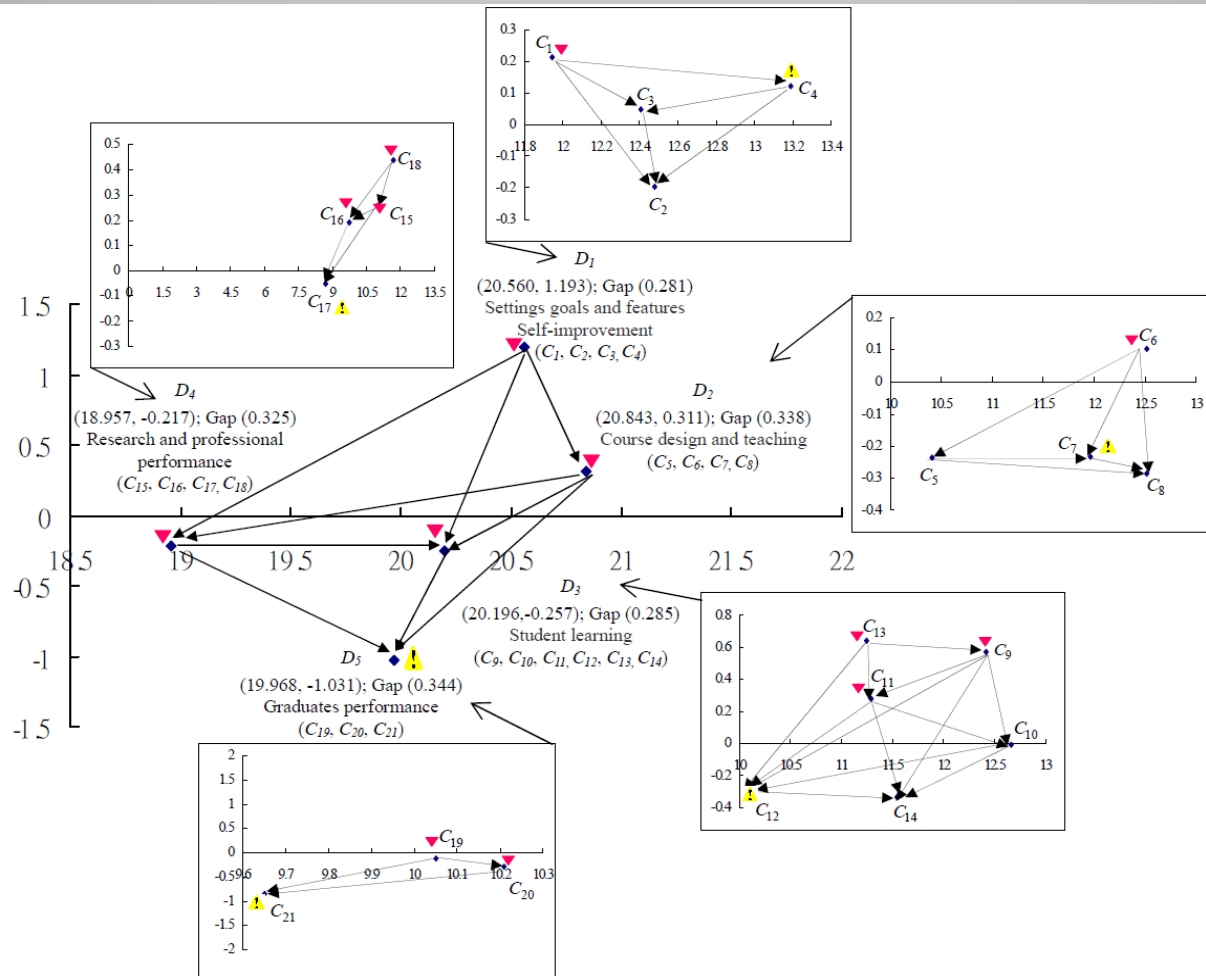 0.3
0.2
0.1
0
-0.1
-0.2
-0.3
11.8 12 12.2 12.4 12.6 12.8 13 13.2 13.4
C1
C3
C4
C2
0.5
0.4
0.3
0.2
0.1
0
-0.1
-0.2
-0.3
0 1.5 3 4.5 6 7.5 9 10.5 12 13.5
C18
C16
C15
C17
D1
(20.560, 1.193); Gap (0.281)
Settings goals and features
Self-improvement
(C1, C2, C3, C4)
0.2
0.1
0
-0.1
-0.2
-0.3
-0.4
10 10.5 11 11.5 12 12.5 13
C6
C7
C5
C8
D4
(18.957, -0.217); Gap (0.325)
Research and professional
performance
(C15, C16, C17, C18)
D2
(20.843, 0.311); Gap (0.338)
Course design and teaching
(C5, C6, C7, C8)
1.5
1
0.5
0
-0.5
-1
-1.5
18.5 19 19.5 20 20.5 21 21.5 22
D3
(20.196,-0.257); Gap (0.285)
Student learning
(C9, C10, C11, C12, C13, C14)
D5
(19.968, -1.031); Gap (0.344)
Graduates performance
(C19, C20, C21)
0.8
0.6
0.4
0.2
0
-0.2
-0.4
10 10.5 11 11.5 12 12.5 13
C13
C9
C11
C10
C12
C14
2
1.5
1
0.5
0
-0.5
-1
-1.5
-2
9.6 9.7 9.8 9.9 10 10.1 10.2 10.3
C19
C20
C21